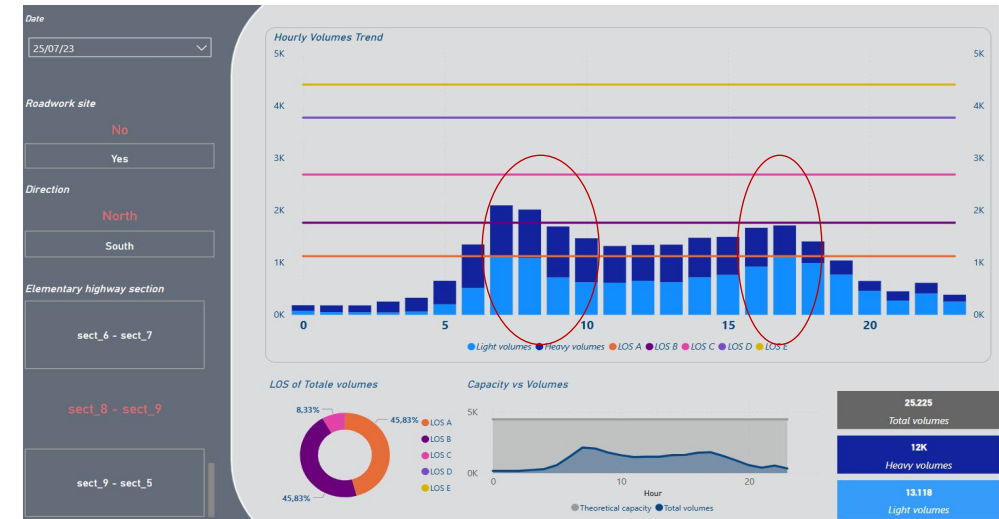 Date
25/07/23
Roadwork site
No
Yes
Direction
North
South
Elementary highway section
sect_6 - sect_7
sect_8 - sect_9
sect_9 - sect_5
Hourly Volumes Trend
5K 5K
4K 4K
3K 3K
2K 2K
1K 1K
0K 0K
0 5 10 15 20
Light volumes Heavy volumes LOS A LOS B LOS C LOS D LOS E
LOS of Totale volumes
8,33%
45,83%
45,83%
LOS A
LOS B
LOS C
LOS D
LOS E
Capacity vs Volumes
5K
0K
0 10 20
Hour
Theoretical capacity Total volumes
25.225
Total volumes
12K
Heavy volumes
13.118
Light volumes